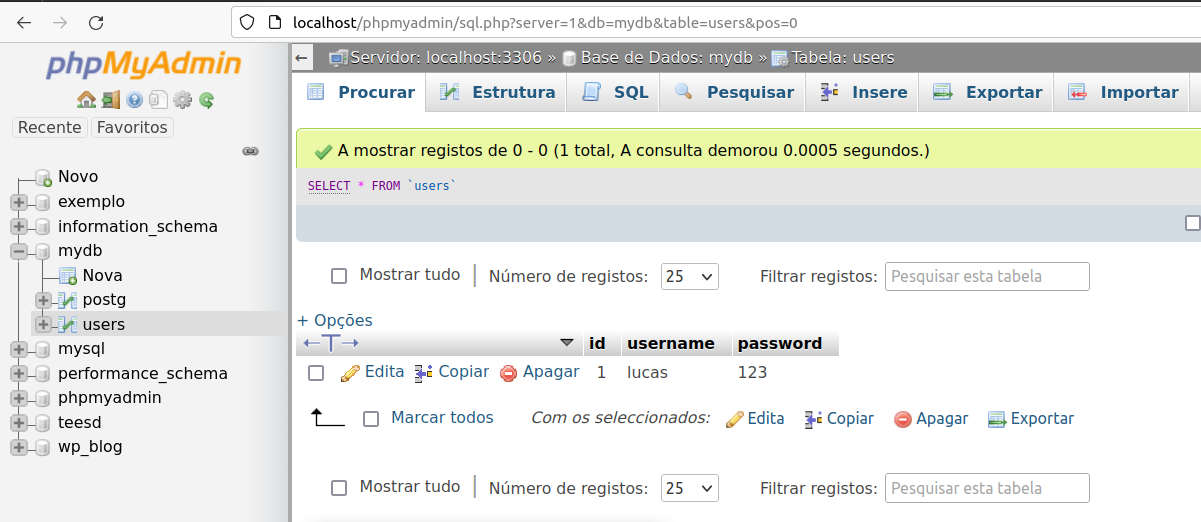 localhost/phpmyadmin/sql.php?server=1&db=mydb&table=users&pos=0
phpMyAdmin
Recente Favoritos
Novo
exemplo
information_schema
mydb
Nova
postg
users
mysql
performance_schema
phpmyadmin
teesd
wp_blog
Servidor: localhost:3306 » Base de Dados: mydb » Tabela: users
Procurar Estrutura SQL Pesquisar Insere Exportar Importar
A mostrar registos de 0 - 0 (1 total, A consulta demorou 0.0005 segundos.)
SELECT * FROM `users`
Mostrar tudo Número de registos: 25 Filtrar registos: Pesquisar esta tabela
+ Opções
←T→ id username password
Edita Copiar Apagar 1 lucas 123
Marcar todos Com os seleccionados: Edita Copiar Apagar Exportar
Mostrar tudo Número de registos: 25 Filtrar registos: Pesquisar esta tabela